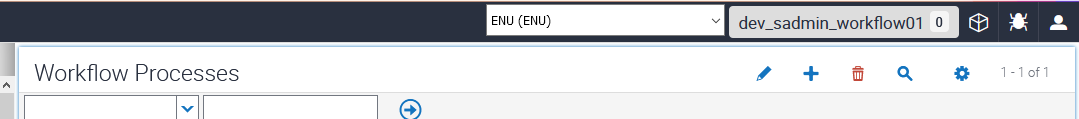 ENU (ENU)
dev_sadmin_workflow01 0
Workflow Processes
1 - 1 of 1